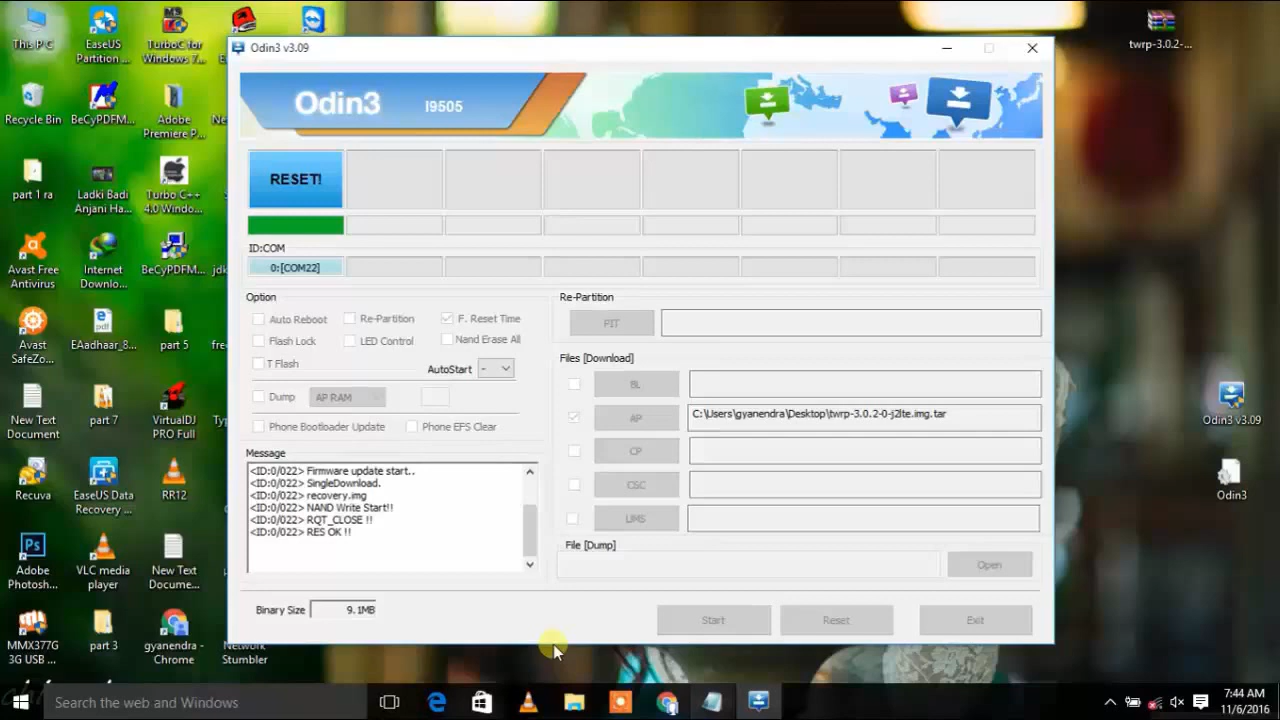 This PC
EaseUS Partition ...
TurboC for Windows 7...
twrp-3.0.2-...
Recycle Bin
BeCyPDFM...
Adobe Premiere P...
part 1 ra
Ladki Badi Anjani Ha...
Turbo C++ 4.0 Windo...
Avast Free Antivirus
Internet Downlo...
BeCyPDFM...
Avast SafeZo...
EAadhaar_8...
part 5
New Text Document
part 7
VirtualDJ PRO Full
Recuva
EaseUS Data Recovery ...
RR12
Adobe Photosh...
VLC media player
New Text Docume...
MMX377G 3G USB ...
part 3
gyanendra - Chrome
Network Stumbler
Odin3 v3.09
Odin3
Odin3 v3.09
Odin3 I9505
RESET!
ID:COM
0:[COM22]
Option
Auto Reboot
Re-Partition
F. Reset Time
Flash Lock
LED Control
Nand Erase All
T Flash
AutoStart -
Dump
AP RAM
Phone Bootloader Update
Phone EFS Clear
Message
<ID:0/022> Firmware update start..
<ID:0/022> SingleDownload.
<ID:0/022> recovery.img
<ID:0/022> NAND Write Start!!
<ID:0/022> RQT_CLOSE !!
<ID:0/022> RES OK !!
Re-Partition
PIT
Files [Download]
BL
AP C:\Users\gyanendra\Desktop\twrp-3.0.2-0-j2lte.img.tar
CP
CSC
UMS
File [Dump]
Open
Binary Size 9.1MB
Start
Reset
Exit
Search the web and Windows
7:44 AM
11/6/2016